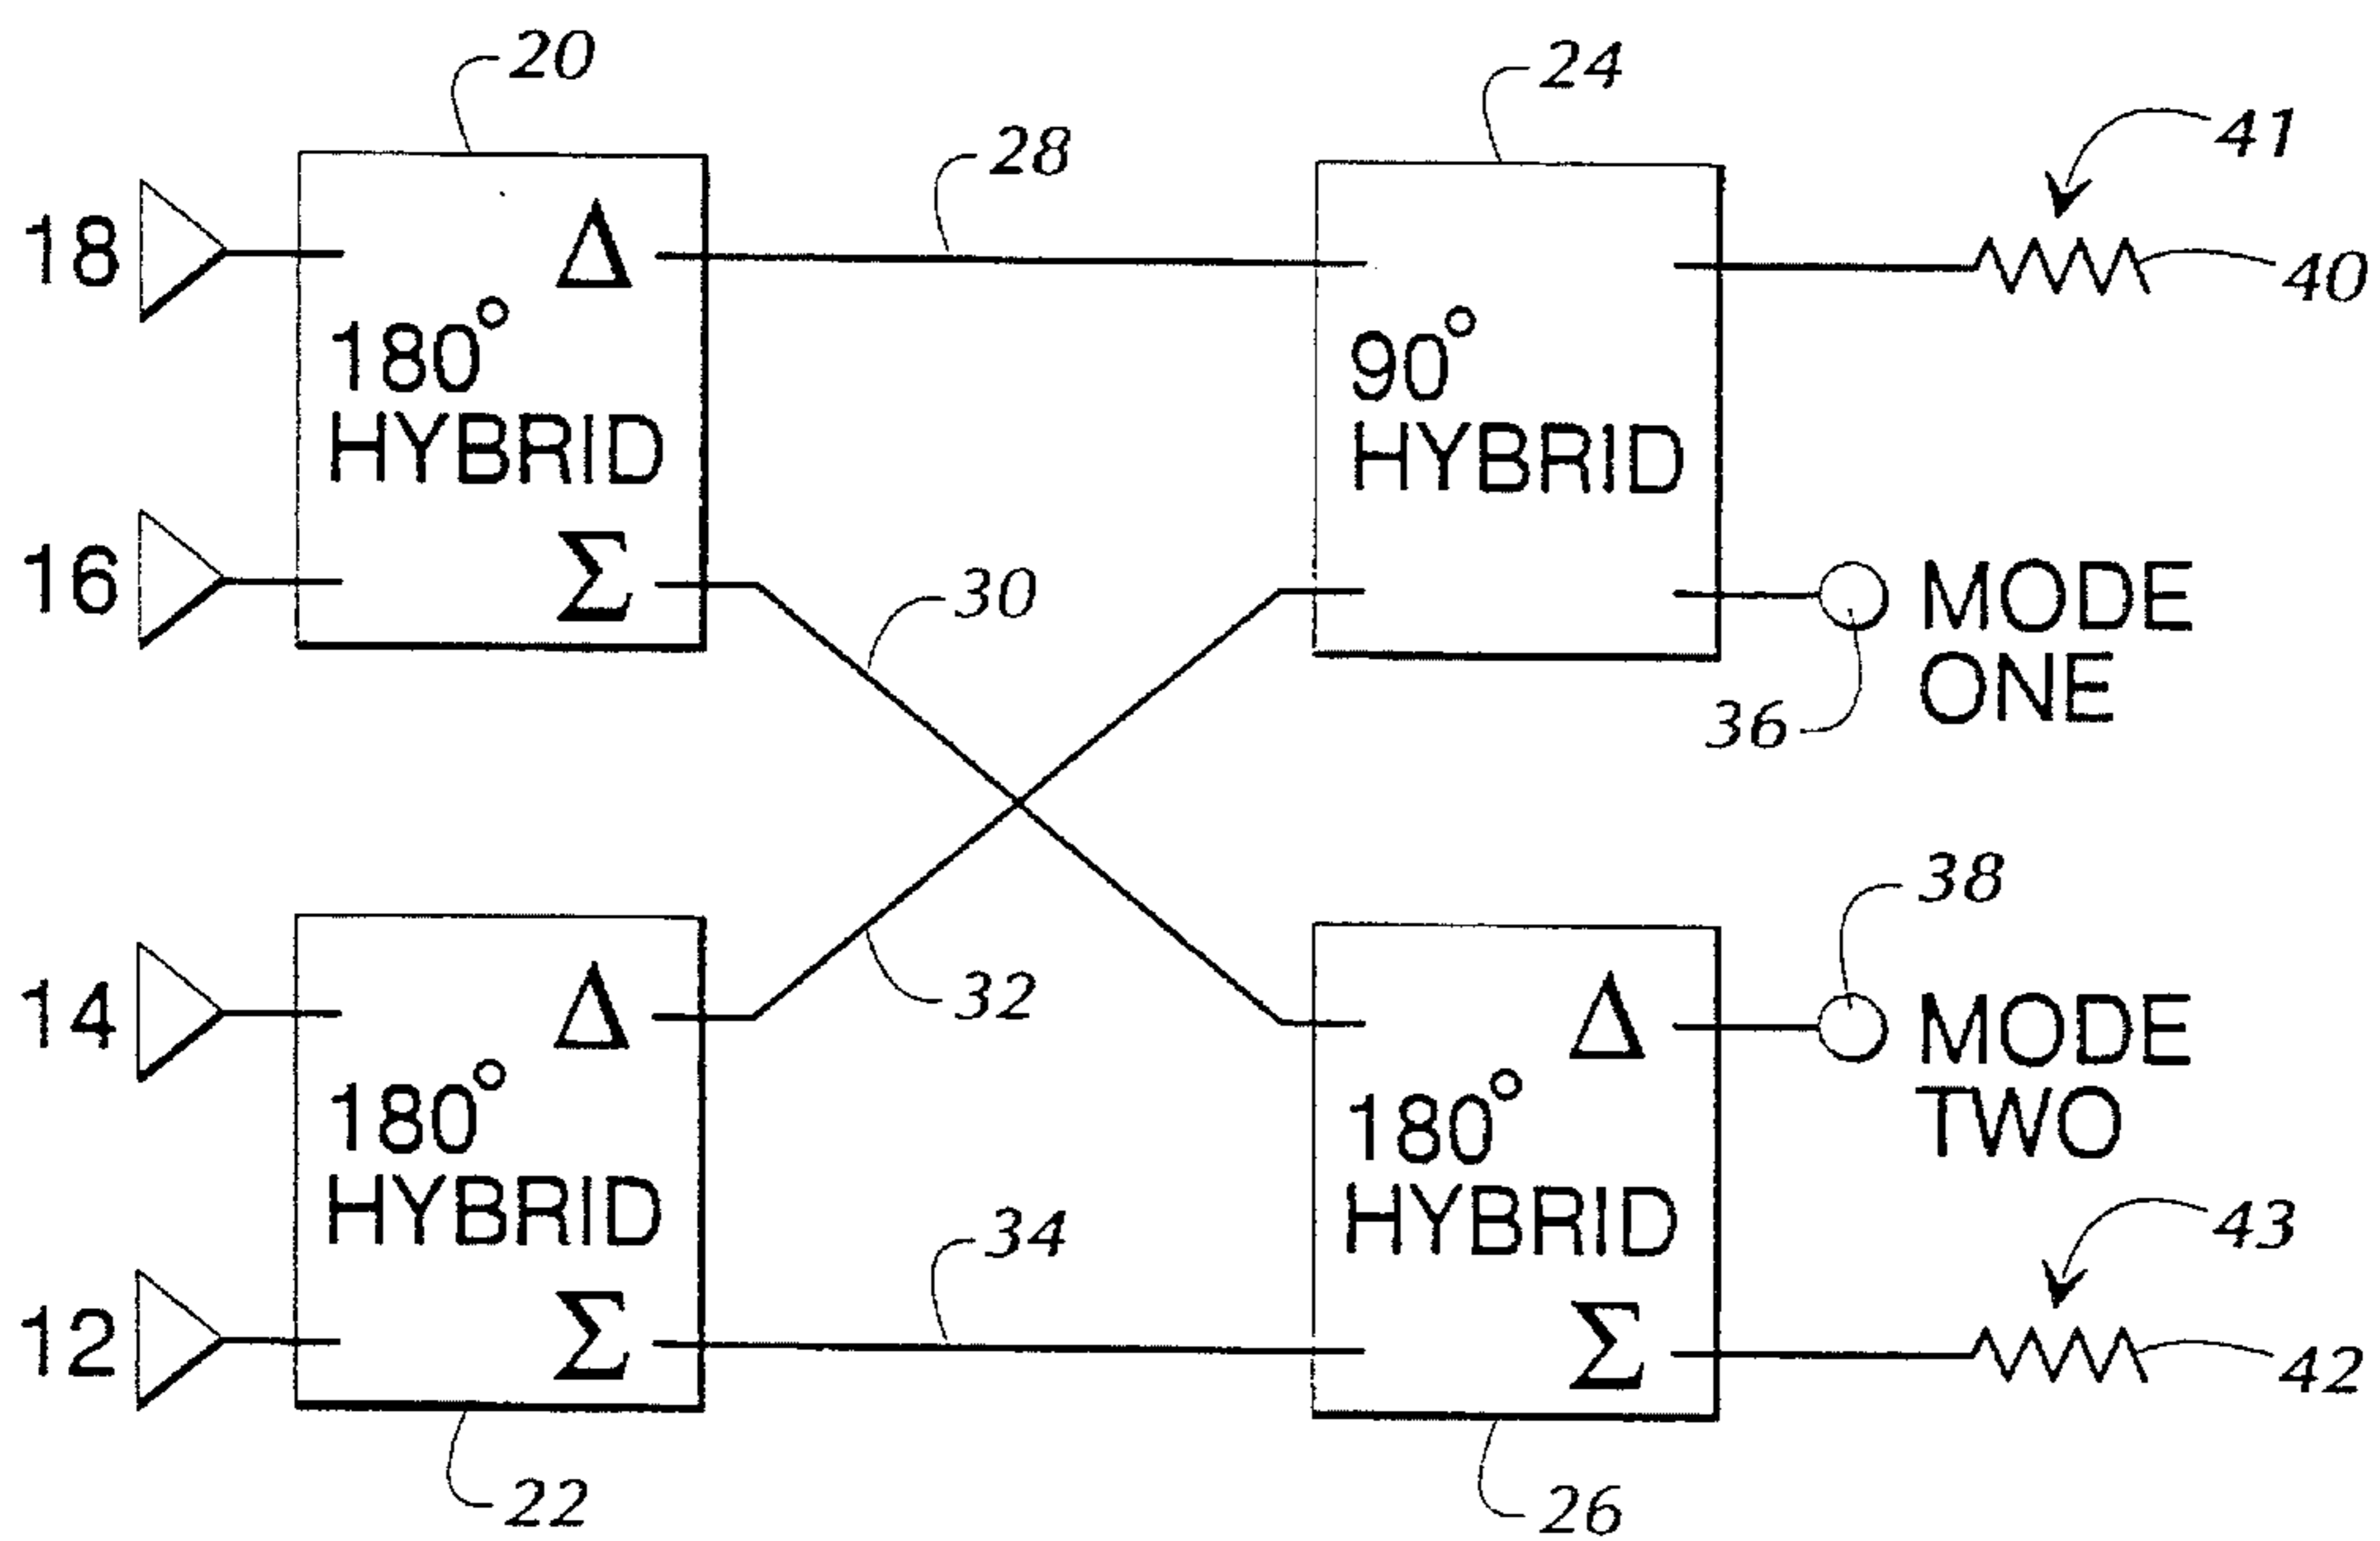 20
24
41
28
18
Δ
180°
HYBRID
90°
HYBRID
40
16
Σ
30
MODE
ONE
36
38
14
Δ
32
Δ
MODE
TWO
180°
HYBRID
180°
HYBRID
34
43
12
Σ
Σ
42
22
26